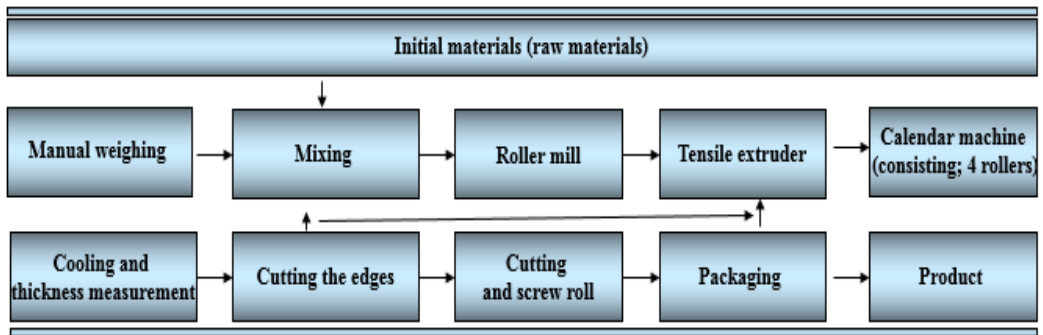 Initial materials (raw materials)
Manual weighing
Mixing
Roller mill
Tensile extruder
Calendar machine
(consisting; 4 rollers)
Cooling and
thickness measurement
Cutting the edges
Cutting
and screw roll
Packaging
Product